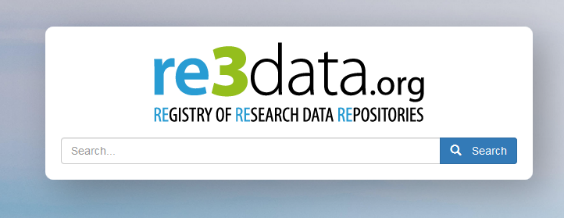 re3data.org
REGISTRY OF RESEARCH DATA REPOSITORIES
Search...
Search